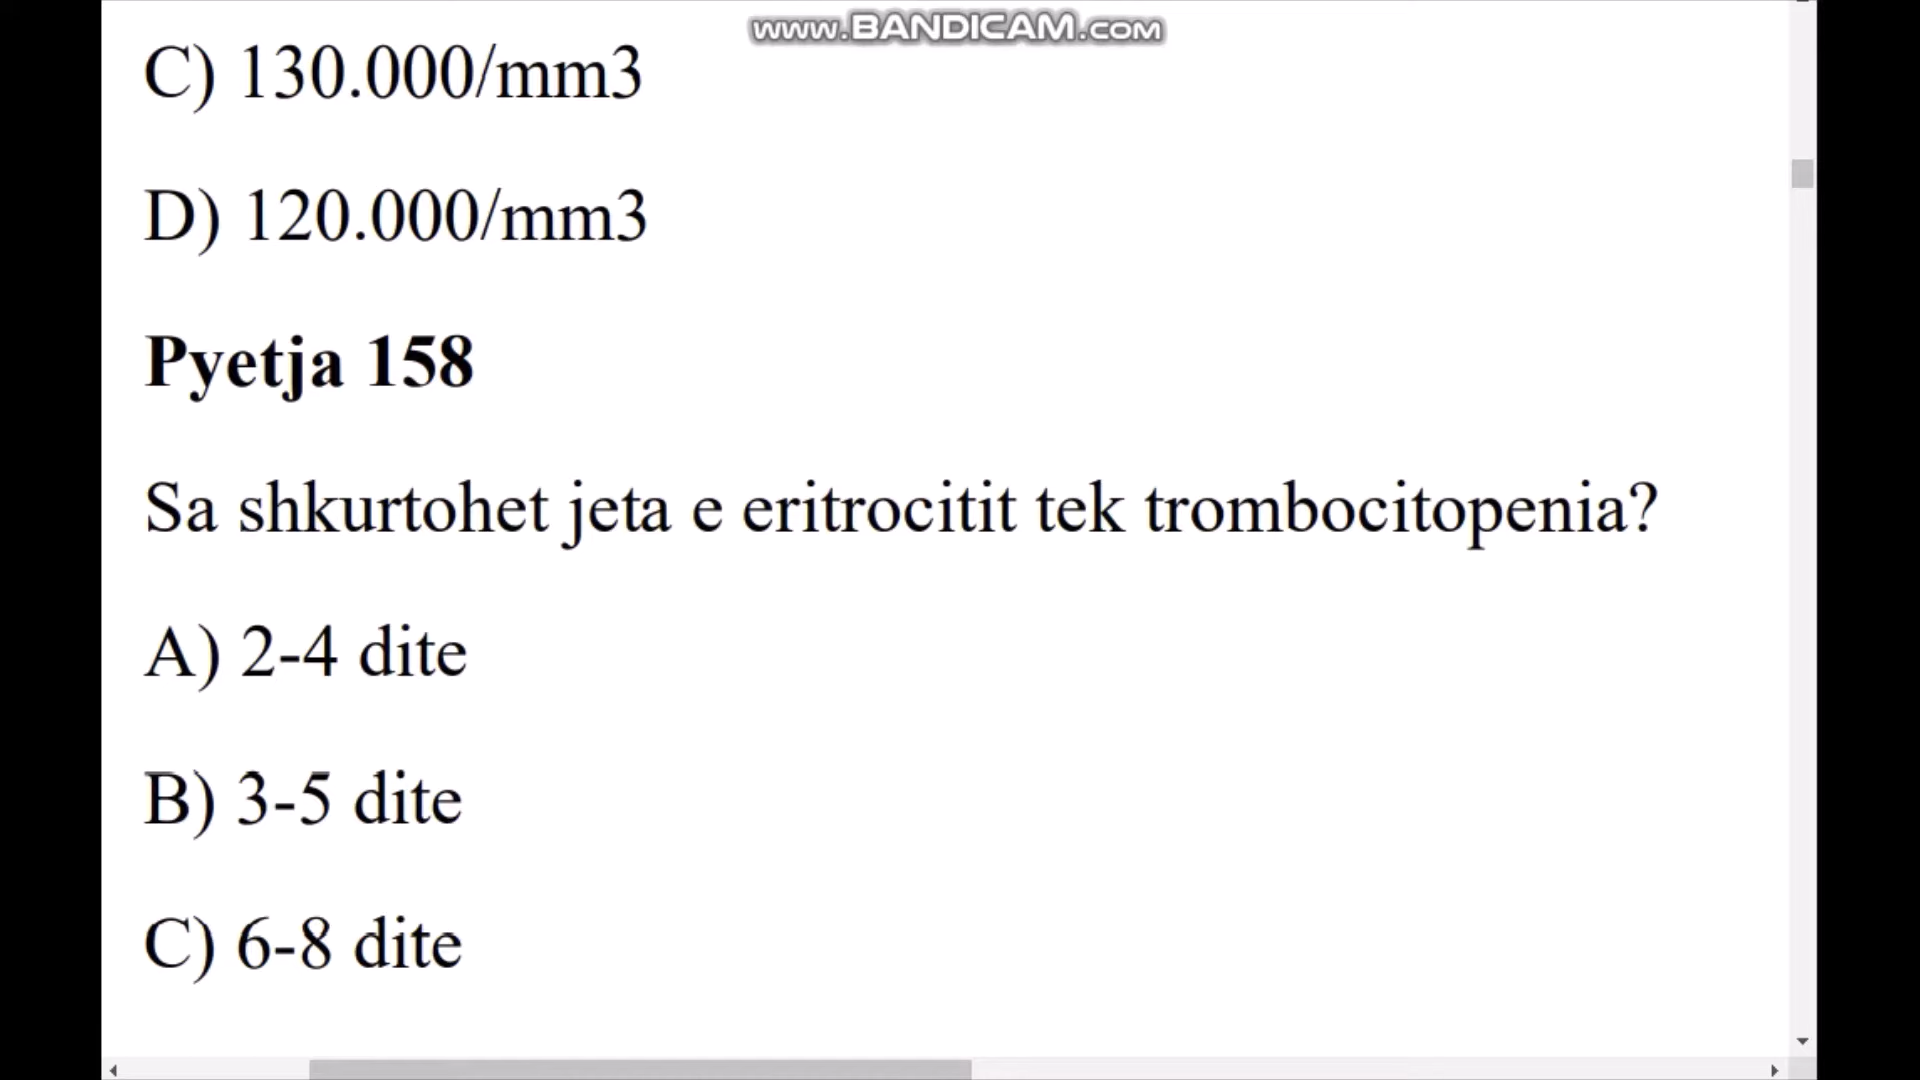 www.BANDICAM.com
C) 130.000/mm3
D) 120.000/mm3
Pyetja 158
Sa shkurtohet jeta e eritrocitit tek trombocitopenia?
A) 2-4 dite
B) 3-5 dite
C) 6-8 dite